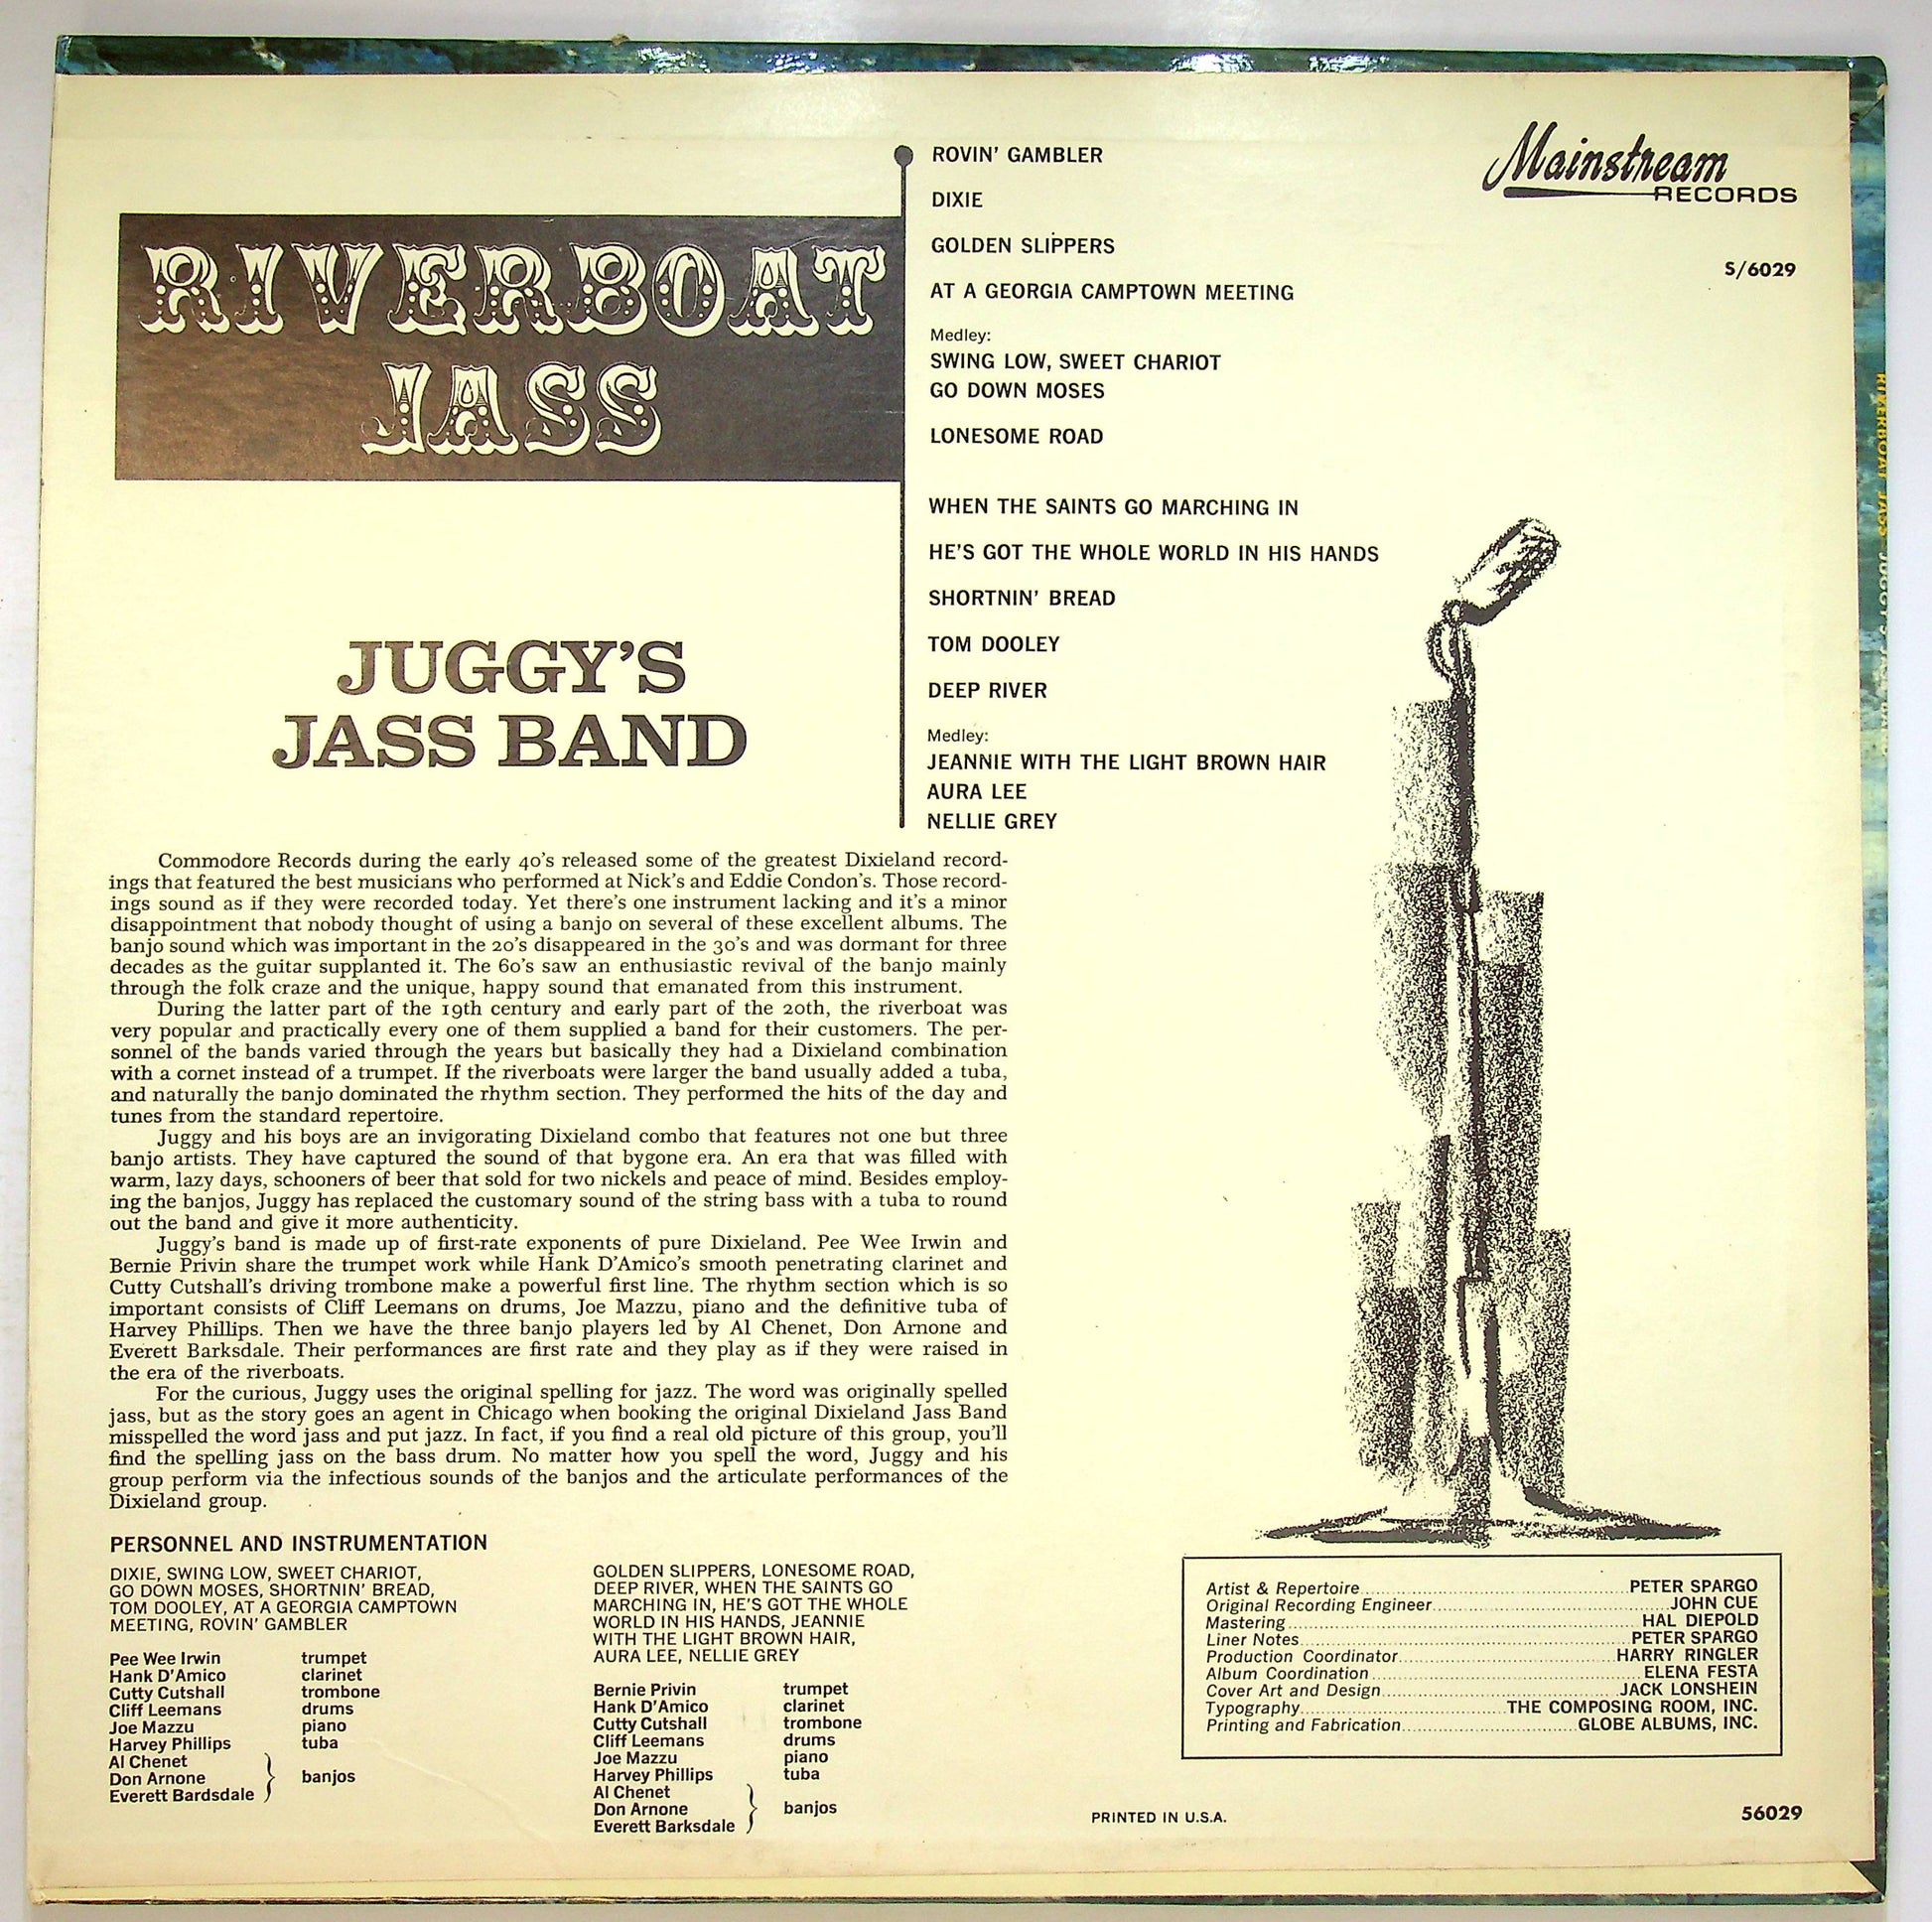 RIVERBOAT
JASS
JUGGY'S
JASS BAND
ROVIN' GAMBLER
DIXIE
GOLDEN SLIPPERS
AT A GEORGIA CAMPTOWN MEETING
Medley:
SWING LOW, SWEET CHARIOT
GO DOWN MOSES
LONESOME ROAD
WHEN THE SAINTS GO MARCHING IN
HE'S GOT THE WHOLE WORLD IN HIS HANDS
SHORTNIN' BREAD
TOM DOOLEY
DEEP RIVER
Medley:
JEANNIE WITH THE LIGHT BROWN HAIR
AURA LEE
NELLIE GREY
Mainstream
RECORDS
S/6029
RIVERBOAT JASS JUGGY'S
Commodore Records during the early 40's released some of the greatest Dixieland record-
ings that featured the best musicians who performed at Nick's and Eddie Condon's. Those record-
ings sound as if they were recorded today. Yet there's one instrument lacking and it's a minor
disappointment that nobody thought of using a banjo on several of these excellent albums. The
banjo sound which was important in the 20's disappeared in the 30's and was dormant for three
decades as the guitar supplanted it. The 60's saw an enthusiastic revival of the banjo mainly
through the folk craze and the unique, happy sound that emanated from this instrument.
During the latter part of the 19th century and early part of the 20th, the riverboat was
very popular and practically every one of them supplied a band for their customers. The per-
sonnel of the bands varied through the years but basically they had a Dixieland combination
with a cornet instead of a trumpet. If the riverboats were larger the band usually added a tuba,
and naturally the banjo dominated the rhythm section. They performed the hits of the day and
tunes from the standard repertoire.
Juggy and his boys are an invigorating Dixieland combo that features not one but three
banjo artists. They have captured the sound of that bygone era. An era that was filled with
warm, lazy days, schooners of beer that sold for two nickels and peace of mind. Besides employ-
ing the banjos, Juggy has replaced the customary sound of the string bass with a tuba to round
out the band and give it more authenticity.
Juggy's band is made up of first-rate exponents of pure Dixieland. Pee Wee Irwin and
Bernie Privin share the trumpet work while Hank D'Amico's smooth penetrating clarinet and
Cutty Cutshall's driving trombone make a powerful first line. The rhythm section which is so
important consists of Cliff Leemans on drums, Joe Mazzu, piano and the definitive tuba of
Harvey Phillips. Then we have the three banjo players led by Al Chenet, Don Arnone and
Everett Barksdale. Their performances are first rate and they play as if they were raised in
the era of the riverboats.
For the curious, Juggy uses the original spelling for jazz. The word was originally spelled
jass, but as the story goes an agent in Chicago when booking the original Dixieland Jass Band
misspelled the word jass and put jazz. In fact, if you find a real old picture of this group, you'll
find the spelling jass on the bass drum. No matter how you spell the word, Juggy and his
group perform via the infectious sounds of the banjos and the articulate performances of the
Dixieland group.
PERSONNEL AND INSTRUMENTATION
DIXIE, SWING LOW, SWEET CHARIOT,
GO DOWN MOSES, SHORTNIN' BREAD,
TOM DOOLEY, AT A GEORGIA CAMPTOWN
MEETING, ROVIN' GAMBLER
Pee Wee Irwin trumpet
Hank D'Amico clarinet
Cutty Cutshall trombone
Cliff Leemans drums
Joe Mazzu piano
Harvey Phillips tuba
Al Chenet
Don Arnone banjos
Everett Bardsdale
GOLDEN SLIPPERS, LONESOME ROAD,
DEEP RIVER, WHEN THE SAINTS GO
MARCHING IN, HE'S GOT THE WHOLE
WORLD IN HIS HANDS, JEANNIE
WITH THE LIGHT BROWN HAIR,
AURA LEE, NELLIE GREY
Bernie Privin trumpet
Hank D'Amico clarinet
Cutty Cutshall trombone
Cliff Leemans drums
Joe Mazzu piano
Harvey Phillips tuba
Al Chenet
Don Arnone banjos
Everett Barksdale
Artist & Repertoire PETER SPARGO
Original Recording Engineer JOHN CUE
Mastering HAL DIEPOLD
Liner Notes PETER SPARGO
Production Coordinator HARRY RINGLER
Album Coordination ELENA FESTA
Cover Art and Design JACK LONSHEIN
Typography THE COMPOSING ROOM, INC.
Printing and Fabrication GLOBE ALBUMS, INC.
PRINTED IN U.S.A.
56029